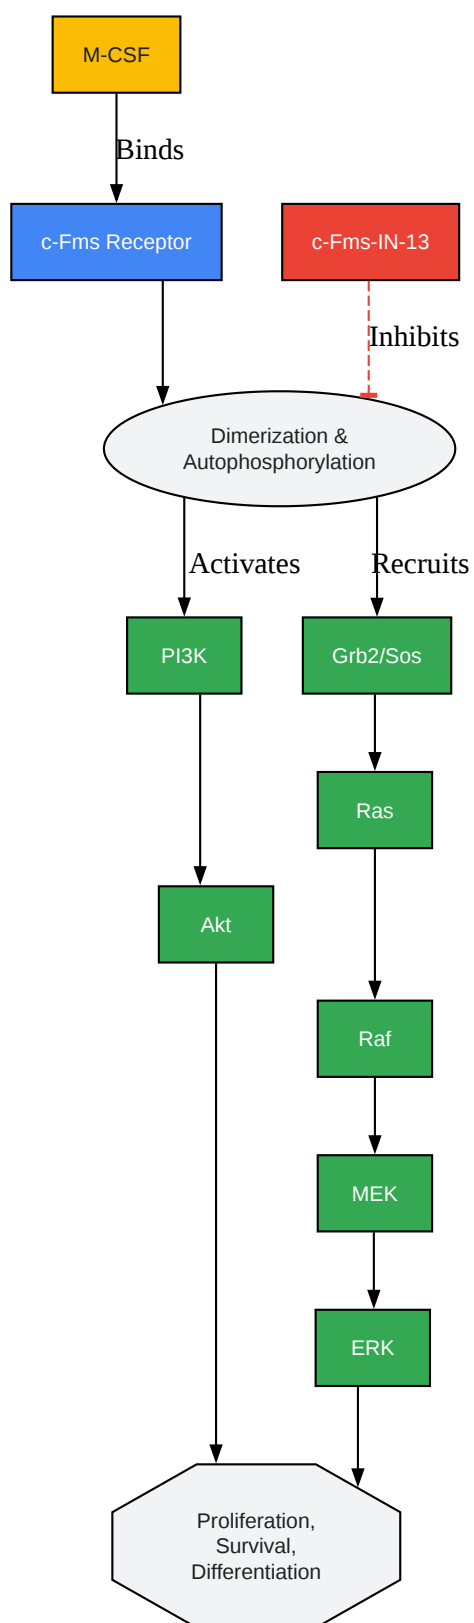 M-CSF
Binds
c-Fms Receptor
c-Fms-IN-13
Inhibits
Dimerization &
Autophosphorylation
Activates
Recruits
PI3K
Grb2/Sos
Ras
Akt
Raf
MEK
ERK
Proliferation,
Survival,
Differentiation